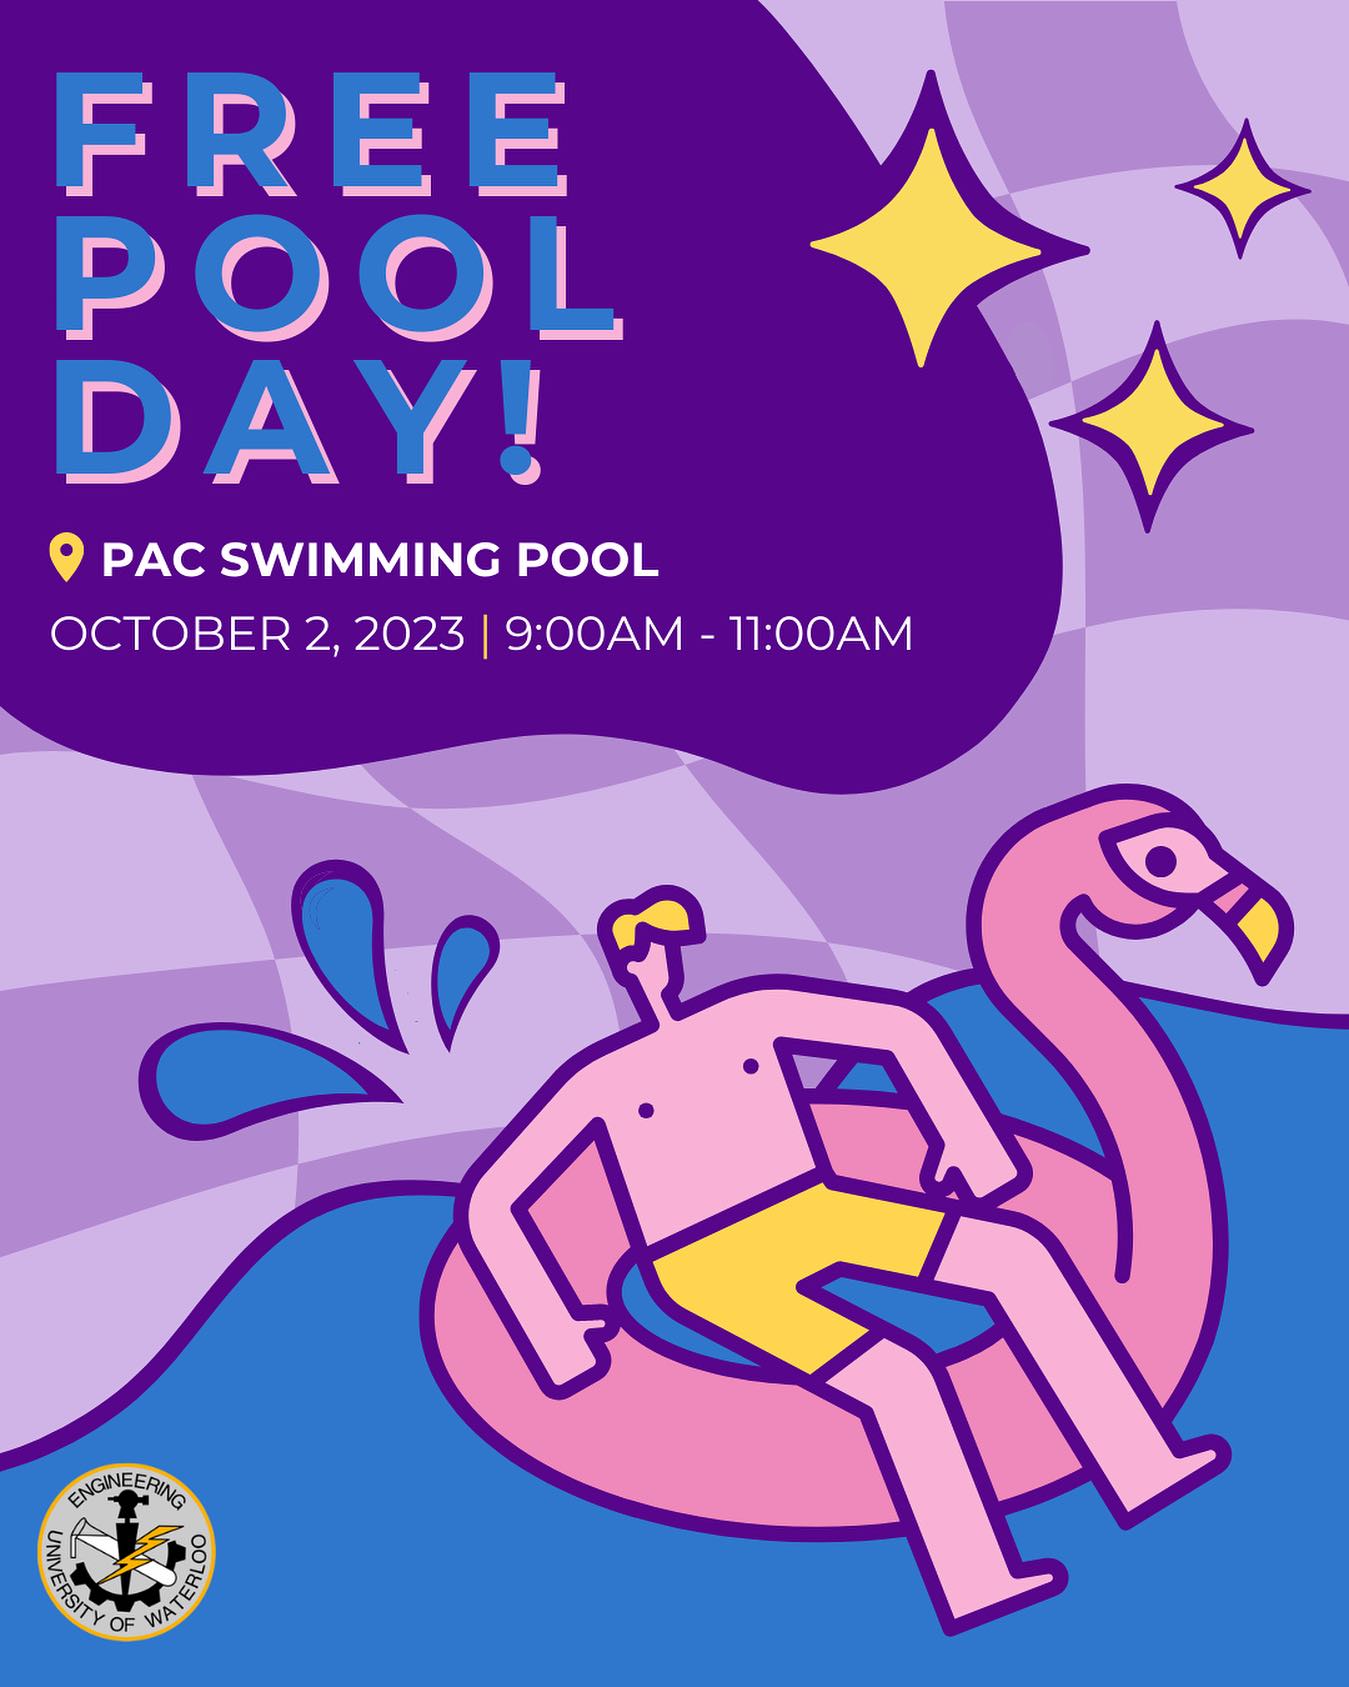 FREE
POOL
DAY!
PAC SWIMMING POOL
OCTOBER 2, 2023 | 9:00AM - 11:00AM
ENGINEERING
UNIVERSITY OF WATERLOO